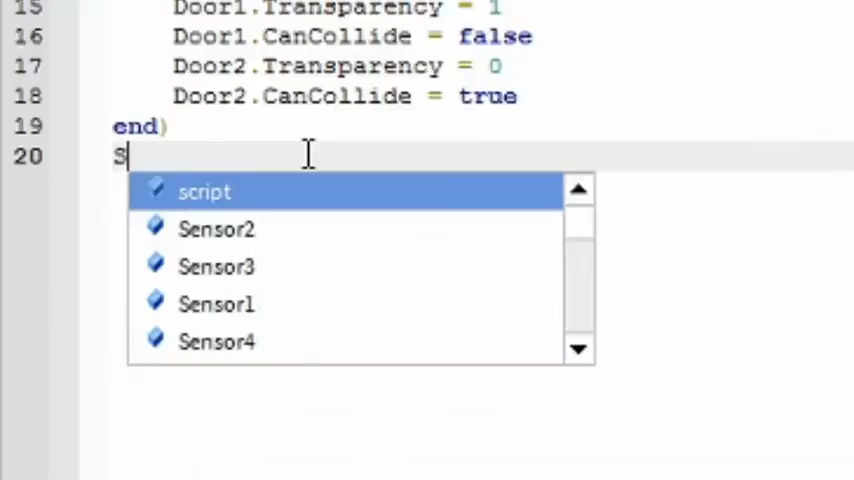 15 Door1.Transparency = 1
16 Door1.CanCollide = false
17 Door2.Transparency = 0
18 Door2.CanCollide = true
19 end)
20 S
script
Sensor2
Sensor3
Sensor1
Sensor4